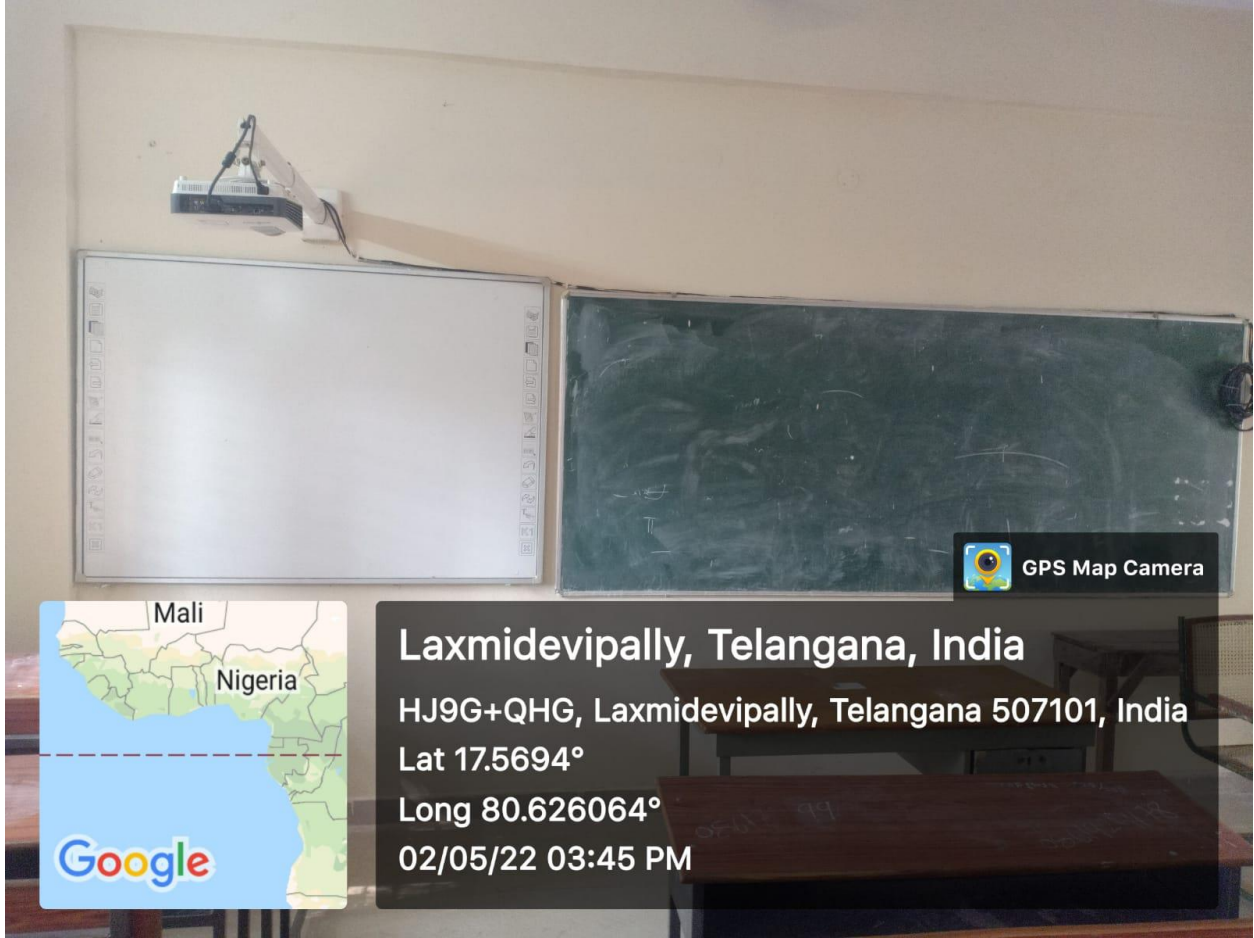 GPS Map Camera
Mali
Nigeria
Google
Laxmidevipally, Telangana, India
HJ9G+QHG, Laxmidevipally, Telangana 507101, India
Lat 17.5694°
Long 80.626064°
02/05/22 03:45 PM